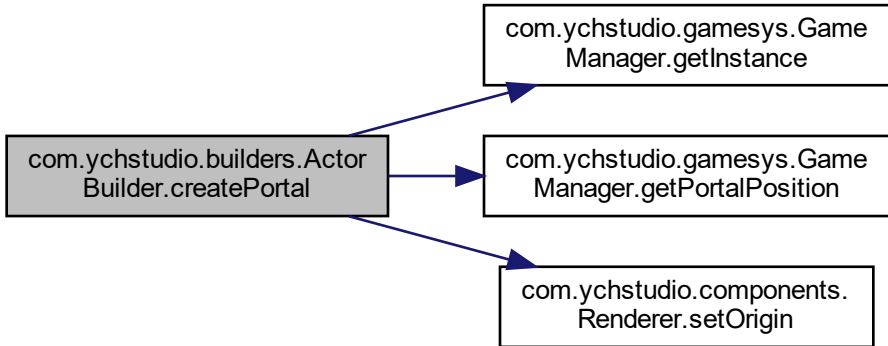 com.ychstudio.gamesys.Game
Manager.getInstance
com.ychstudio.builders.Actor
Builder.createPortal
com.ychstudio.gamesys.Game
Manager.getPortalPosition
com.ychstudio.components.
Renderer.setOrigin